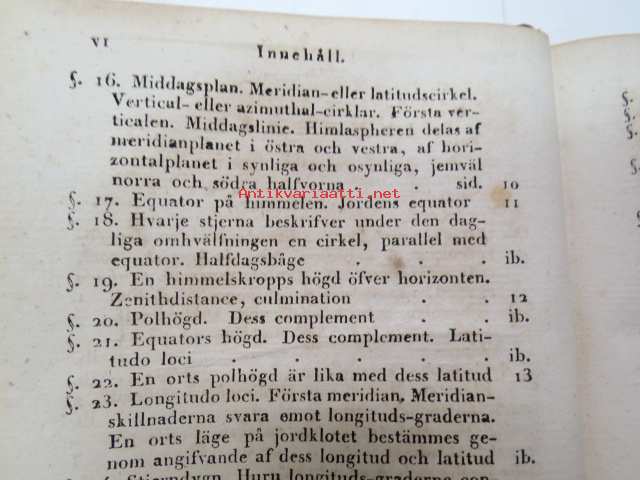 VI Innehåll.
§. 16. Middagsplan. Meridian- eller latitudscirkel.
Vertical- eller azimuthal-cirklar. Första ver-
ticalen. Middagslinie. Himlaspheren delas af
meridianplanet i östra och vestra, af hori-
zontalplanet i synliga och osynliga, jemväl
norra och södra halfvorna . . sid. 10
Antikvariaatti.net
§. 17. Equator på himmelen. Jordens equator 11
§. 18. Hvarje stjerna beskrifver under den dag-
liga omhvälfningen en cirkel, parallel med
equator. Halfdagsbåge . . . ib.
§. 19. En himmelskropps högd öfver horizonten.
Zenithdistance, culmination . . 12
§. 20. Polhögd. Dess complement . . ib.
§. 21. Equators högd. Dess complement. Lati-
tudo loci . . . . . ib.
§. 22. En orts polhögd är lika med dess latitud 13
§. 23. Longitudo loci. Första meridian. Meridian-
skillnaderna svara emot longituds-graderna.
En orts läge på jordklotet bestämmes ge-
nom angifvande af dess longitud och latitud ib.
Stjerndygn. Huru longituds-graderna con-
§.
§.
§.
§.